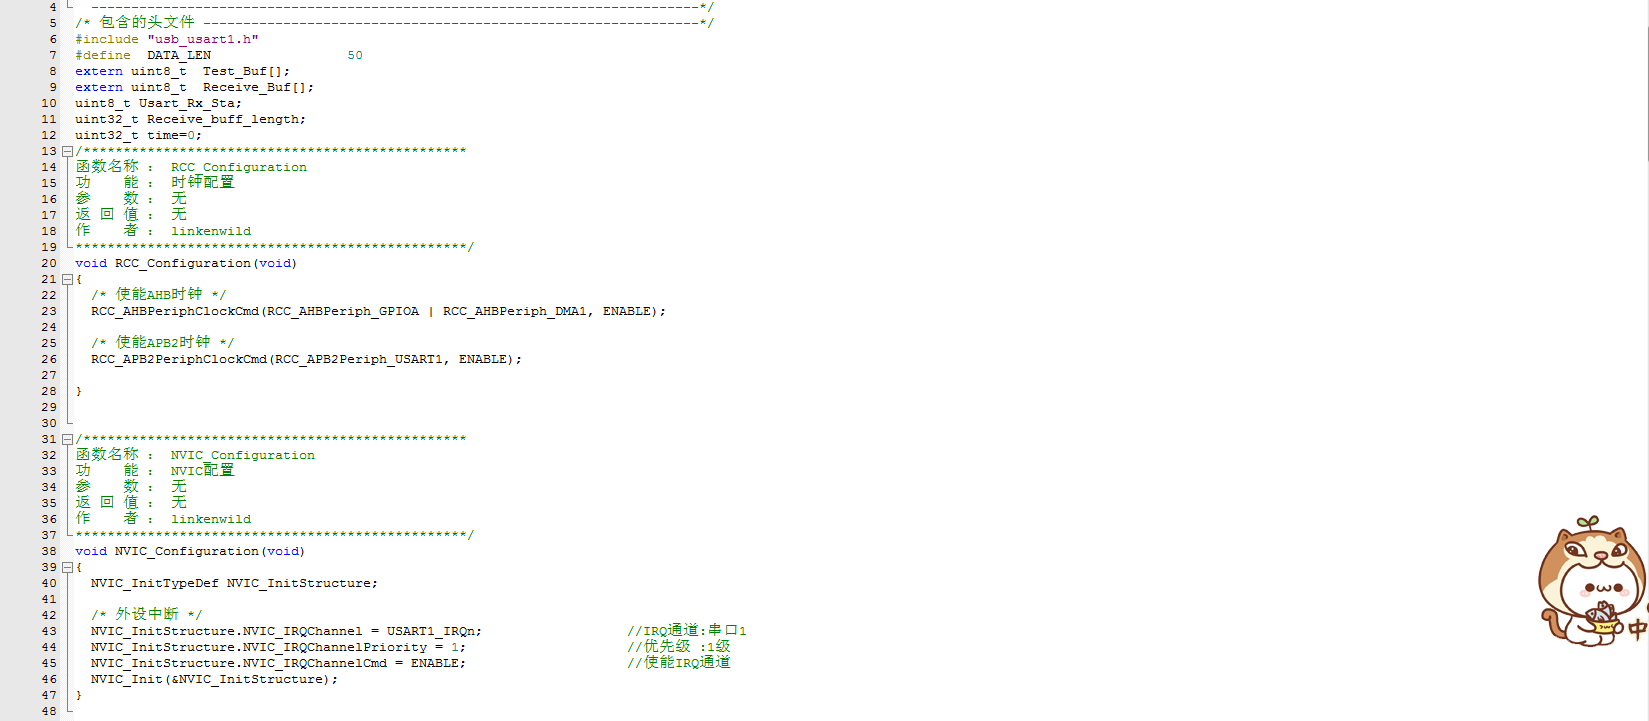 4 ----------------------------------------------------------------------------*/
5 /* 包含的头文件 --------------------------------------------------------------*/
6 #include "usb_usart1.h"
7 #define  DATA_LEN                 50
8 extern uint8_t  Test_Buf[];
9 extern uint8_t  Receive_Buf[];
10 uint8_t Usart_Rx_Sta;
11 uint32_t Receive_buff_length;
12 uint32_t time=0;
13 /************************************************
14 函数名称 ： RCC_Configuration
15 功    能 ： 时钟配置
16 参    数 ： 无
17 返 回 值 ： 无
18 作    者 ： linkenwild
19 *************************************************/
20 void RCC_Configuration(void)
21 {
22   /* 使能AHB时钟 */
23   RCC_AHBPeriphClockCmd(RCC_AHBPeriph_GPIOA | RCC_AHBPeriph_DMA1, ENABLE);
24
25   /* 使能APB2时钟 */
26   RCC_APB2PeriphClockCmd(RCC_APB2Periph_USART1, ENABLE);
27
28 }
29
30
31 /************************************************
32 函数名称 ： NVIC_Configuration
33 功    能 ： NVIC配置
34 参    数 ： 无
35 返 回 值 ： 无
36 作    者 ： linkenwild
37 *************************************************/
38 void NVIC_Configuration(void)
39 {
40   NVIC_InitTypeDef NVIC_InitStructure;
41
42   /* 外设中断 */
43   NVIC_InitStructure.NVIC_IRQChannel = USART1_IRQn;                  //IRQ通道:串口1
44   NVIC_InitStructure.NVIC_IRQChannelPriority = 1;                    //优先级 :1级
45   NVIC_InitStructure.NVIC_IRQChannelCmd = ENABLE;                    //使能IRQ通道
46   NVIC_Init(&NVIC_InitStructure);
47 }
48
中